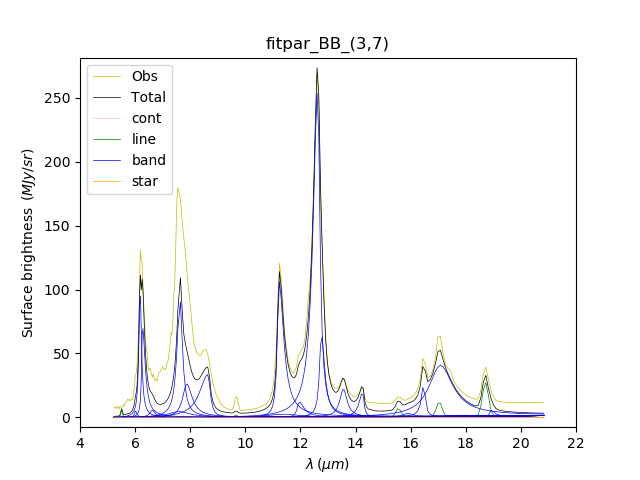 fitpar_BB_(3,7)
Obs
Total
cont
line
band
star
250
200
150
100
50
0
Surface brightness (MJy/sr)
4 6 8 10 12 14 16 18 20 22
λ (μm)